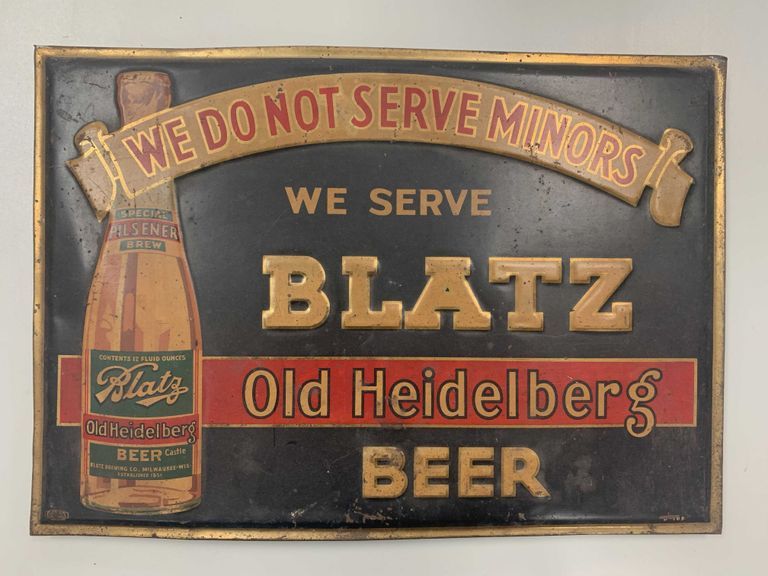 WE DO NOT SERVE MINORS
WE SERVE
BLATZ
Old Heidelberg
BEER
SPECIAL
PILSENER
BREW
CONTENTS 12 FLUID OUNCES
Blatz
Old Heidelberg
BEER Castle
BLATZ BREWING CO. MILWAUKEE-WIS.
ESTABLISHED 1851